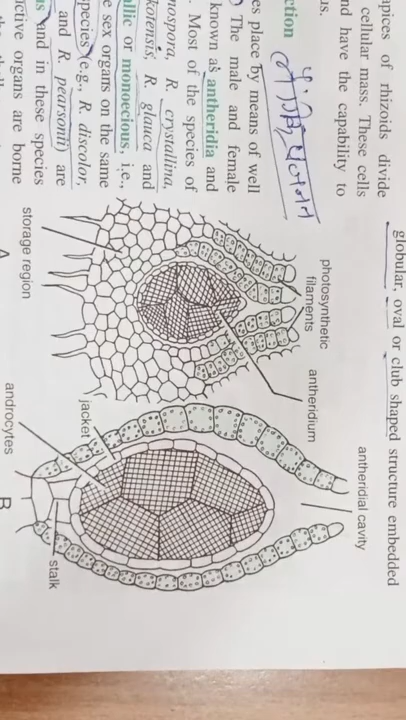 apices of rhizoids divide
cellular mass. These cells
nd have the capability to
us.
ction
es place by means of well
The male and female
known as antheridia and
. Most of the species of
nospora, R. crystallina,
kotensis, R. glauca and
allic or monoecious, i.e.,
e sex organs on the same
species (e.g., R. discolor,
and R. pearsonii) are
us and in these species
ctive organs are borne
globular, oval or club shaped structure embedded
photosynthetic
filaments
antheridium
antheridial cavity
storage region
jacket
androcytes
stalk
A
B